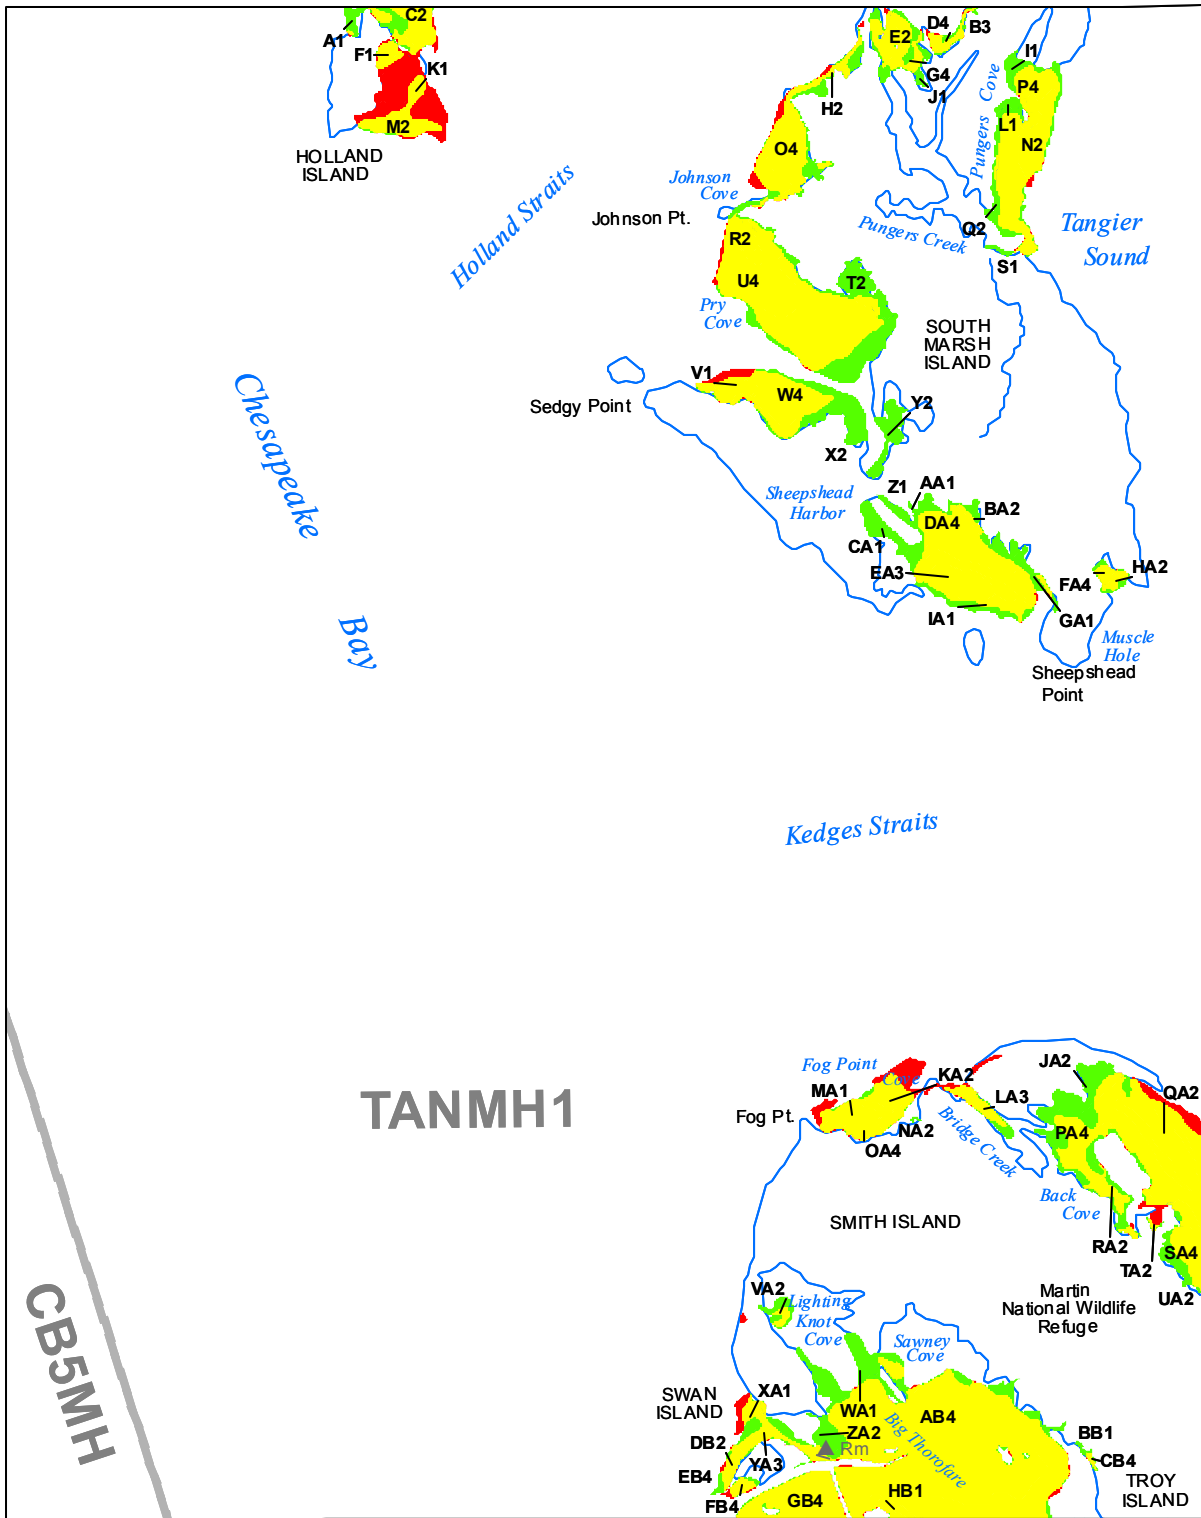 C2
A1
F1
K1
M2
HOLLAND
ISLAND
D4
B3
E2
G4
J1
H2
I1
P4
L1
N2
Pungers Cove
O4
Johnson
Cove
Johnson Pt.
Holland Straits
Q2
Pungers Creek
S1
Tangier
Sound
R2
U4
T2
Pry
Cove
SOUTH
MARSH
ISLAND
V1
W4
Y2
Sedgy Point
X2
Chesapeake
Bay
Sheepshead
Harbor
Z1
AA1
BA2
DA4
CA1
EA3
IA1
FA4
HA2
GA1
Muscle
Hole
Sheepshead
Point
Kedges Straits
TANMH1
CB5MH
Fog Point
Cove
KA2
MA1
LA3
JA2
QA2
Fog Pt.
NA2
OA4
Bridge Creek
PA4
Back
Cove
SMITH ISLAND
RA2
TA2
SA4
UA2
Martin
National Wildlife
Refuge
VA2
Lighting
Knot
Cove
Sawney
Cove
SWAN
ISLAND
XA1
WA1
AB4
ZA2
Rm
Big Thorofare
DB2
YA3
EB4
FB4
GB4
HB1
BB1
CB4
TROY
ISLAND